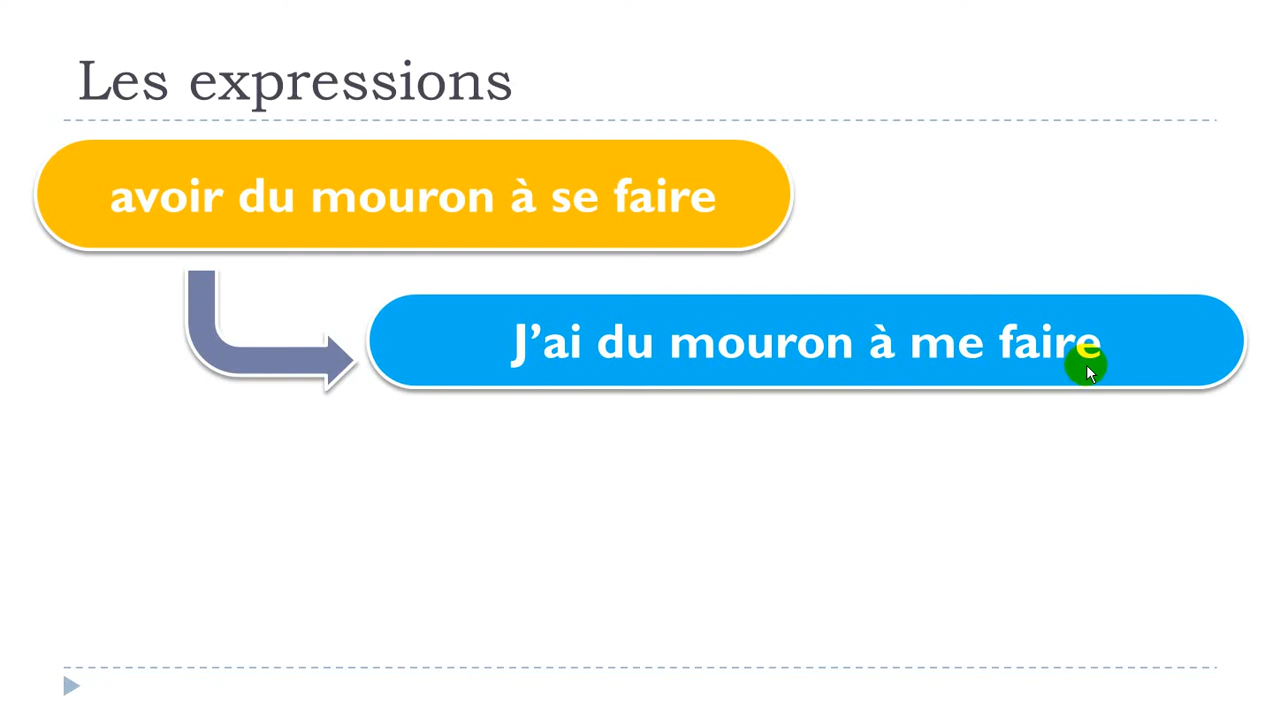 Les expressions
avoir du mouron à se faire
J’ai du mouron à me faire